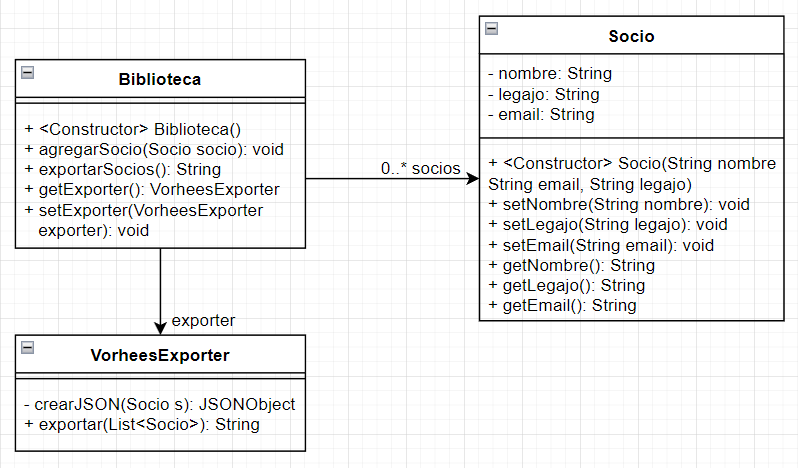 Biblioteca
+ <Constructor> Biblioteca()
+ agregarSocio(Socio socio): void
+ exportarSocios(): String
+ getExporter(): VorheesExporter
+ setExporter(VorheesExporter
exporter): void
0..* socios
Socio
- nombre: String
- legajo: String
- email: String
+ <Constructor> Socio(String nombre
String email, String legajo)
+ setNombre(String nombre): void
+ setLegajo(String legajo): void
+ setEmail(String email): void
+ getNombre(): String
+ getLegajo(): String
+ getEmail(): String
exporter
VorheesExporter
- crearJSON(Socio s): JSONObject
+ exportar(List<Socio>): String